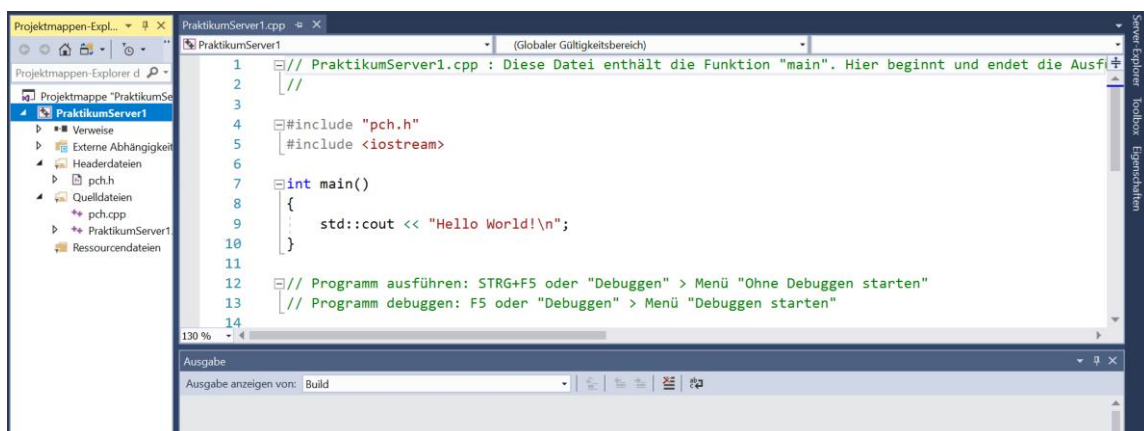 Projektmappen-Expl...
Projektmappen-Explorer d
Projektmappe "PraktikumSe
PraktikumServer1
Verweise
Externe Abhängigkeit
Headerdateien
pch.h
Quelldateien
pch.cpp
PraktikumServer1.
Ressourcendateien
PraktikumServer1.cpp
PraktikumServer1
(Globaler Gültigkeitsbereich)
1 // PraktikumServer1.cpp : Diese Datei enthält die Funktion "main". Hier beginnt und endet die Ausf
2 //
3
4 #include "pch.h"
5 #include <iostream>
6
7 int main()
8 {
9 std::cout << "Hello World!\n";
10 }
11
12 // Programm ausführen: STRG+F5 oder "Debuggen" > Menü "Ohne Debuggen starten"
13 // Programm debuggen: F5 oder "Debuggen" > Menü "Debuggen starten"
14
130 %
Ausgabe
Ausgabe anzeigen von: Build
Server-Explorer
Toolbox
Eigenschaften